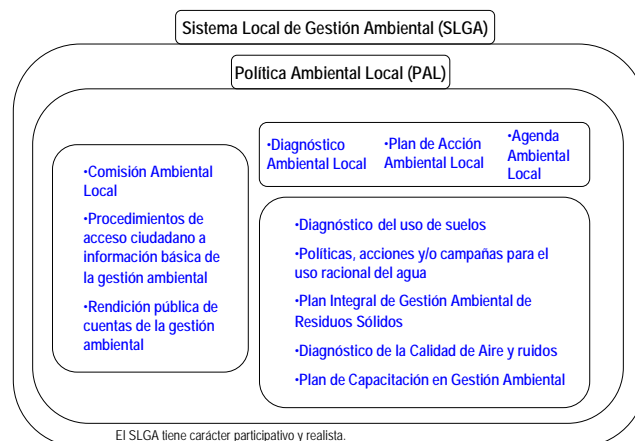 Sistema Local de Gestión Ambiental (SLGA)
Política Ambiental Local (PAL)
•Comisión Ambiental
Local
•Procedimientos de
acceso ciudadano a
información básica de
la gestión ambiental
•Rendición pública de
cuentas de la gestión
ambiental
•Diagnóstico
Ambiental Local
•Plan de Acción
Ambiental Local
•Agenda
Ambiental
Local
•Diagnóstico del uso de suelos
•Políticas, acciones y/o campañas para el
uso racional del agua
•Plan Integral de Gestión Ambiental de
Residuos Sólidos
•Diagnóstico de la Calidad de Aire y ruidos
•Plan de Capacitación en Gestión Ambiental
El SLGA tiene carácter participativo y realista.